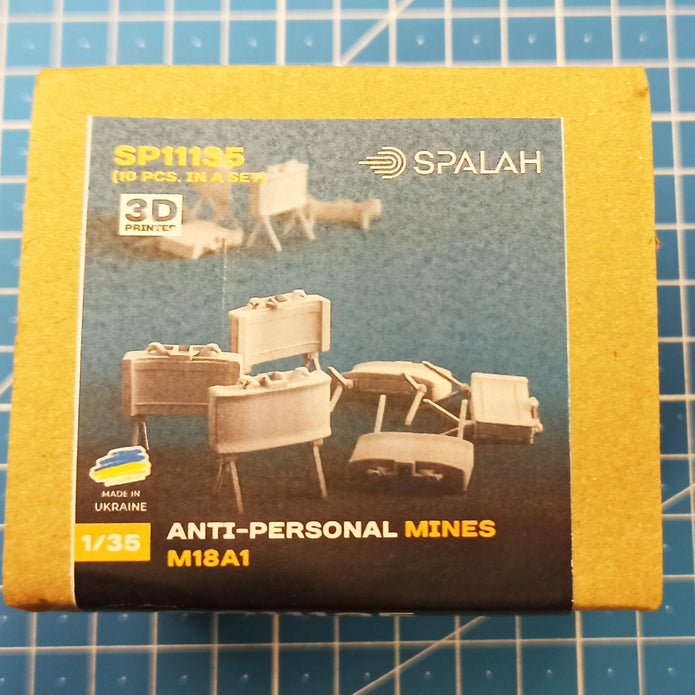 SP11135
(10 PCS. IN A SET)
SPALAH
3D
PRINTED
MADE IN
UKRAINE
1/35
ANTI-PERSONAL MINES
M18A1